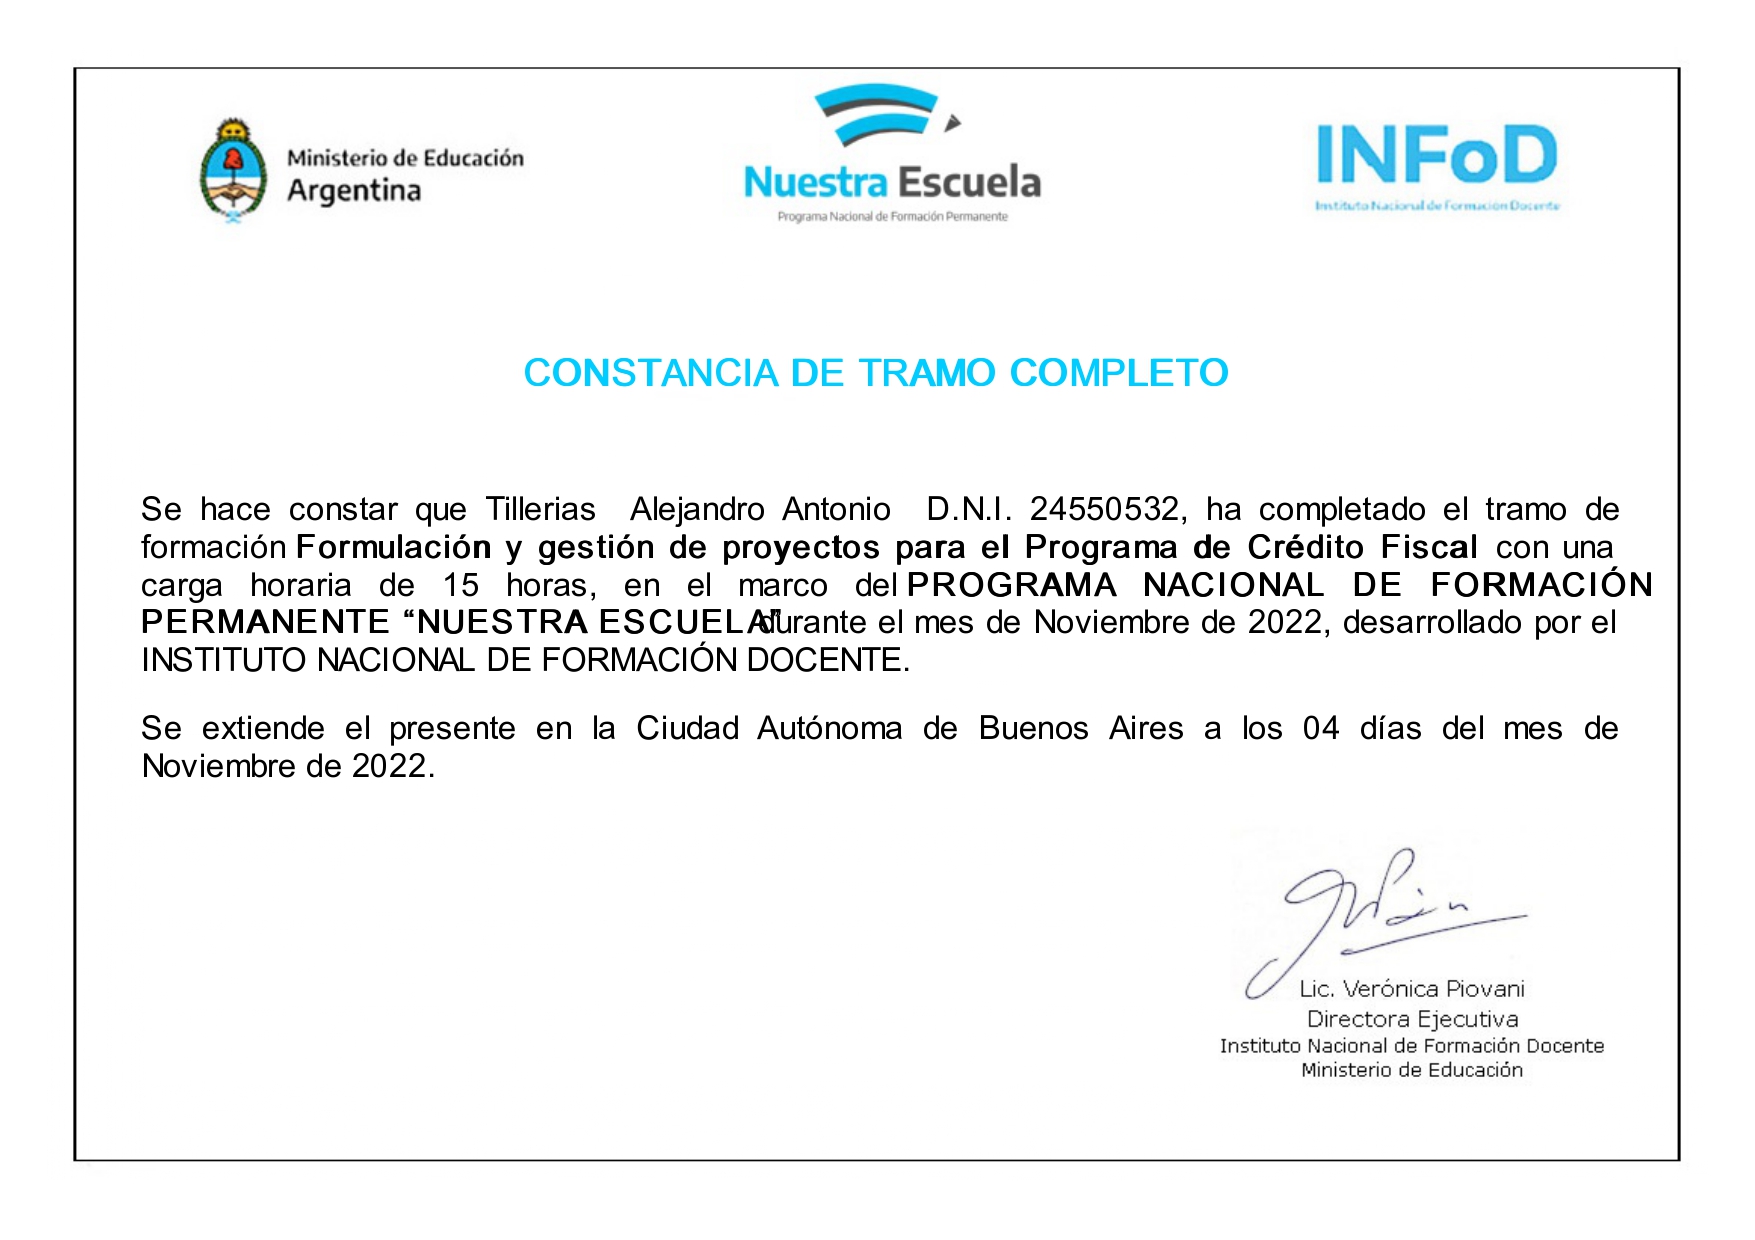 Ministerio de Educación
Argentina
Nuestra Escuela
Programa Nacional de Formación Permanente
INFoD
Instituto Nacional de Formación Docente
CONSTANCIA DE TRAMO COMPLETO
Se hace constar que Tillerias Alejandro Antonio D.N.I. 24550532, ha completado el tramo de
formación Formulación y gestión de proyectos para el Programa de Crédito Fiscal con una
carga horaria de 15 horas, en el marco del PROGRAMA NACIONAL DE FORMACIÓN
PERMANENTE “NUESTRA ESCUELA” durante el mes de Noviembre de 2022, desarrollado por el
INSTITUTO NACIONAL DE FORMACIÓN DOCENTE.
Se extiende el presente en la Ciudad Autónoma de Buenos Aires a los 04 días del mes de
Noviembre de 2022.
Lic. Verónica Piovani
Directora Ejecutiva
Instituto Nacional de Formación Docente
Ministerio de Educación